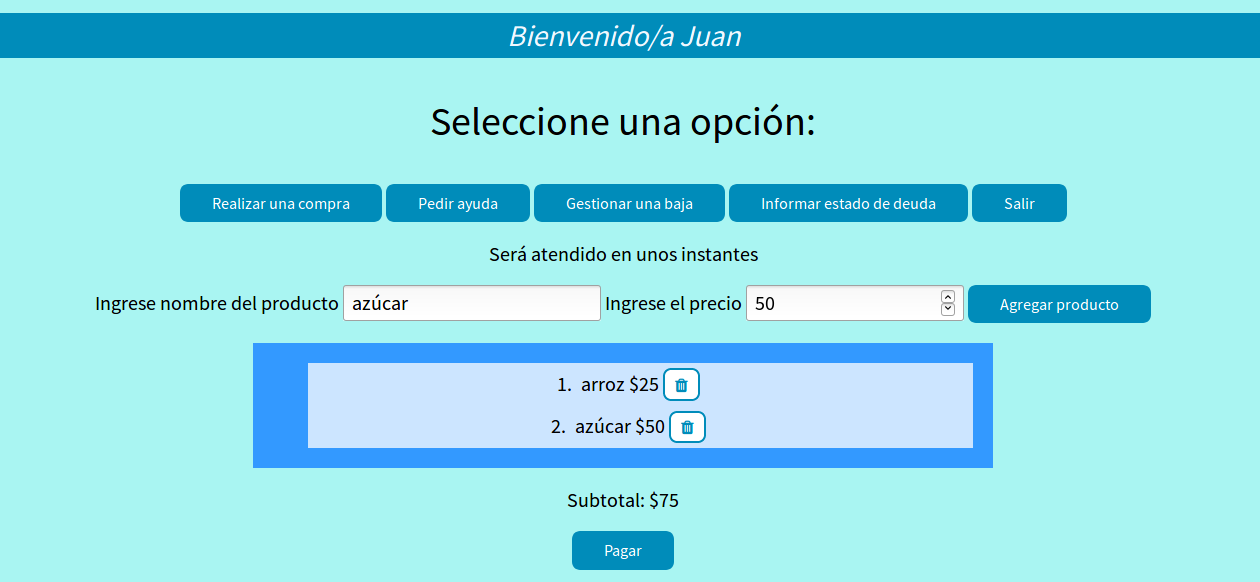 Bienvenido/a Juan
Seleccione una opción:
Realizar una compra Pedir ayuda Gestionar una baja Informar estado de deuda Salir
Será atendido en unos instantes
Ingrese nombre del producto azúcar Ingrese el precio 50 Agregar producto
1. arroz $25
2. azúcar $50
Subtotal: $75
Pagar